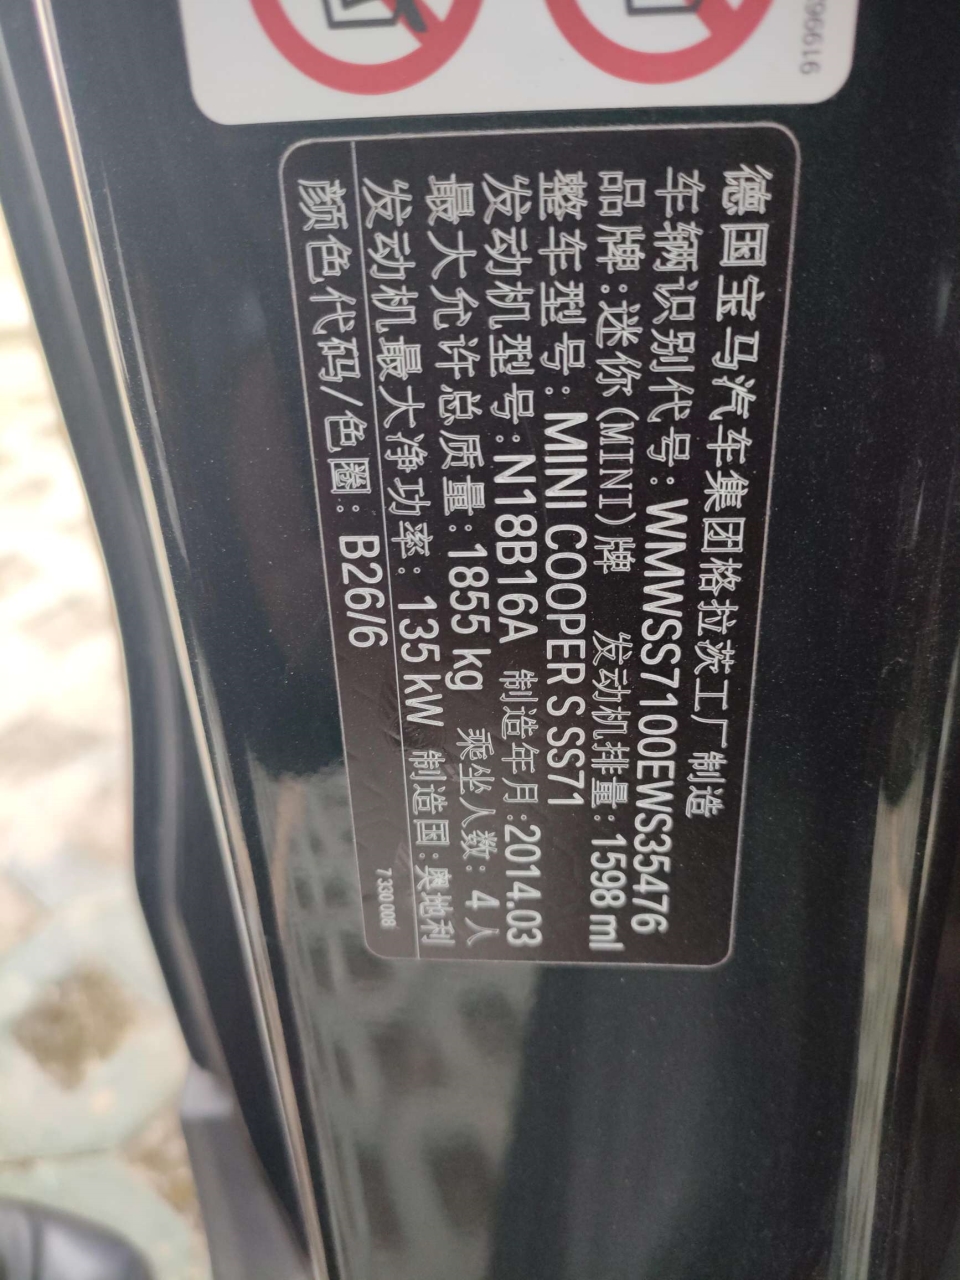 916666
德国宝马汽车集团格拉茨工厂制造
车辆识别代号:WMWSS7100EWS35476
品牌:迷你(MINI)牌 发动机排量:1598 ml
整车型号:MINI COOPER S SS71
发动机型号:N18B16A 制造年月:2014.03
最大允许总质量:1855 kg 乘坐人数:4人
发动机最大净功率:135 kW 制造国:奥地利
颜色代码/色圈:B26/6
7 330 008